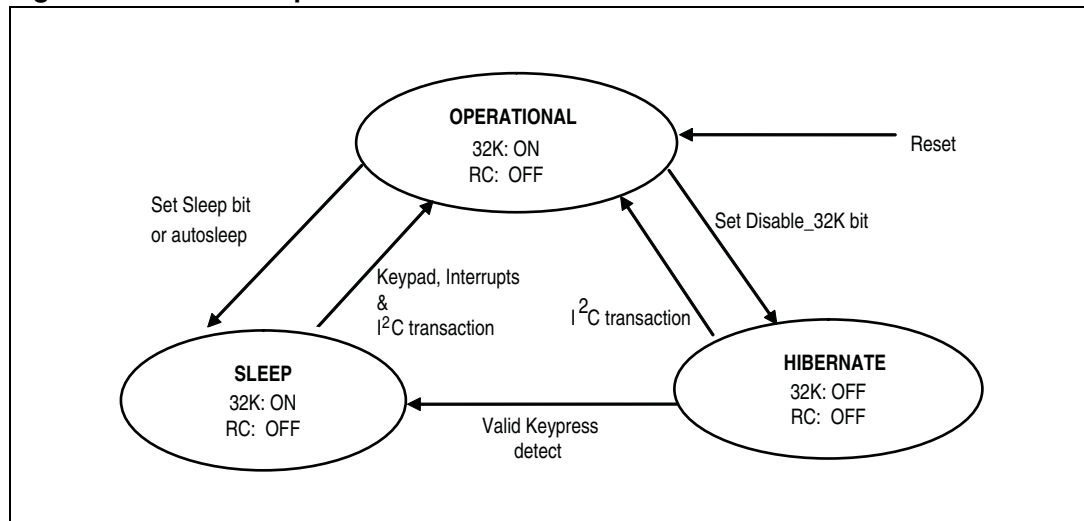 OPERATIONAL
32K: ON
RC: OFF
Reset
Set Sleep bit
or autosleep
Set Disable_32K bit
Keypad, Interrupts
&
I²C transaction
I²C transaction
SLEEP
32K: ON
RC: OFF
HIBERNATE
32K: OFF
RC: OFF
Valid Keypress
detect